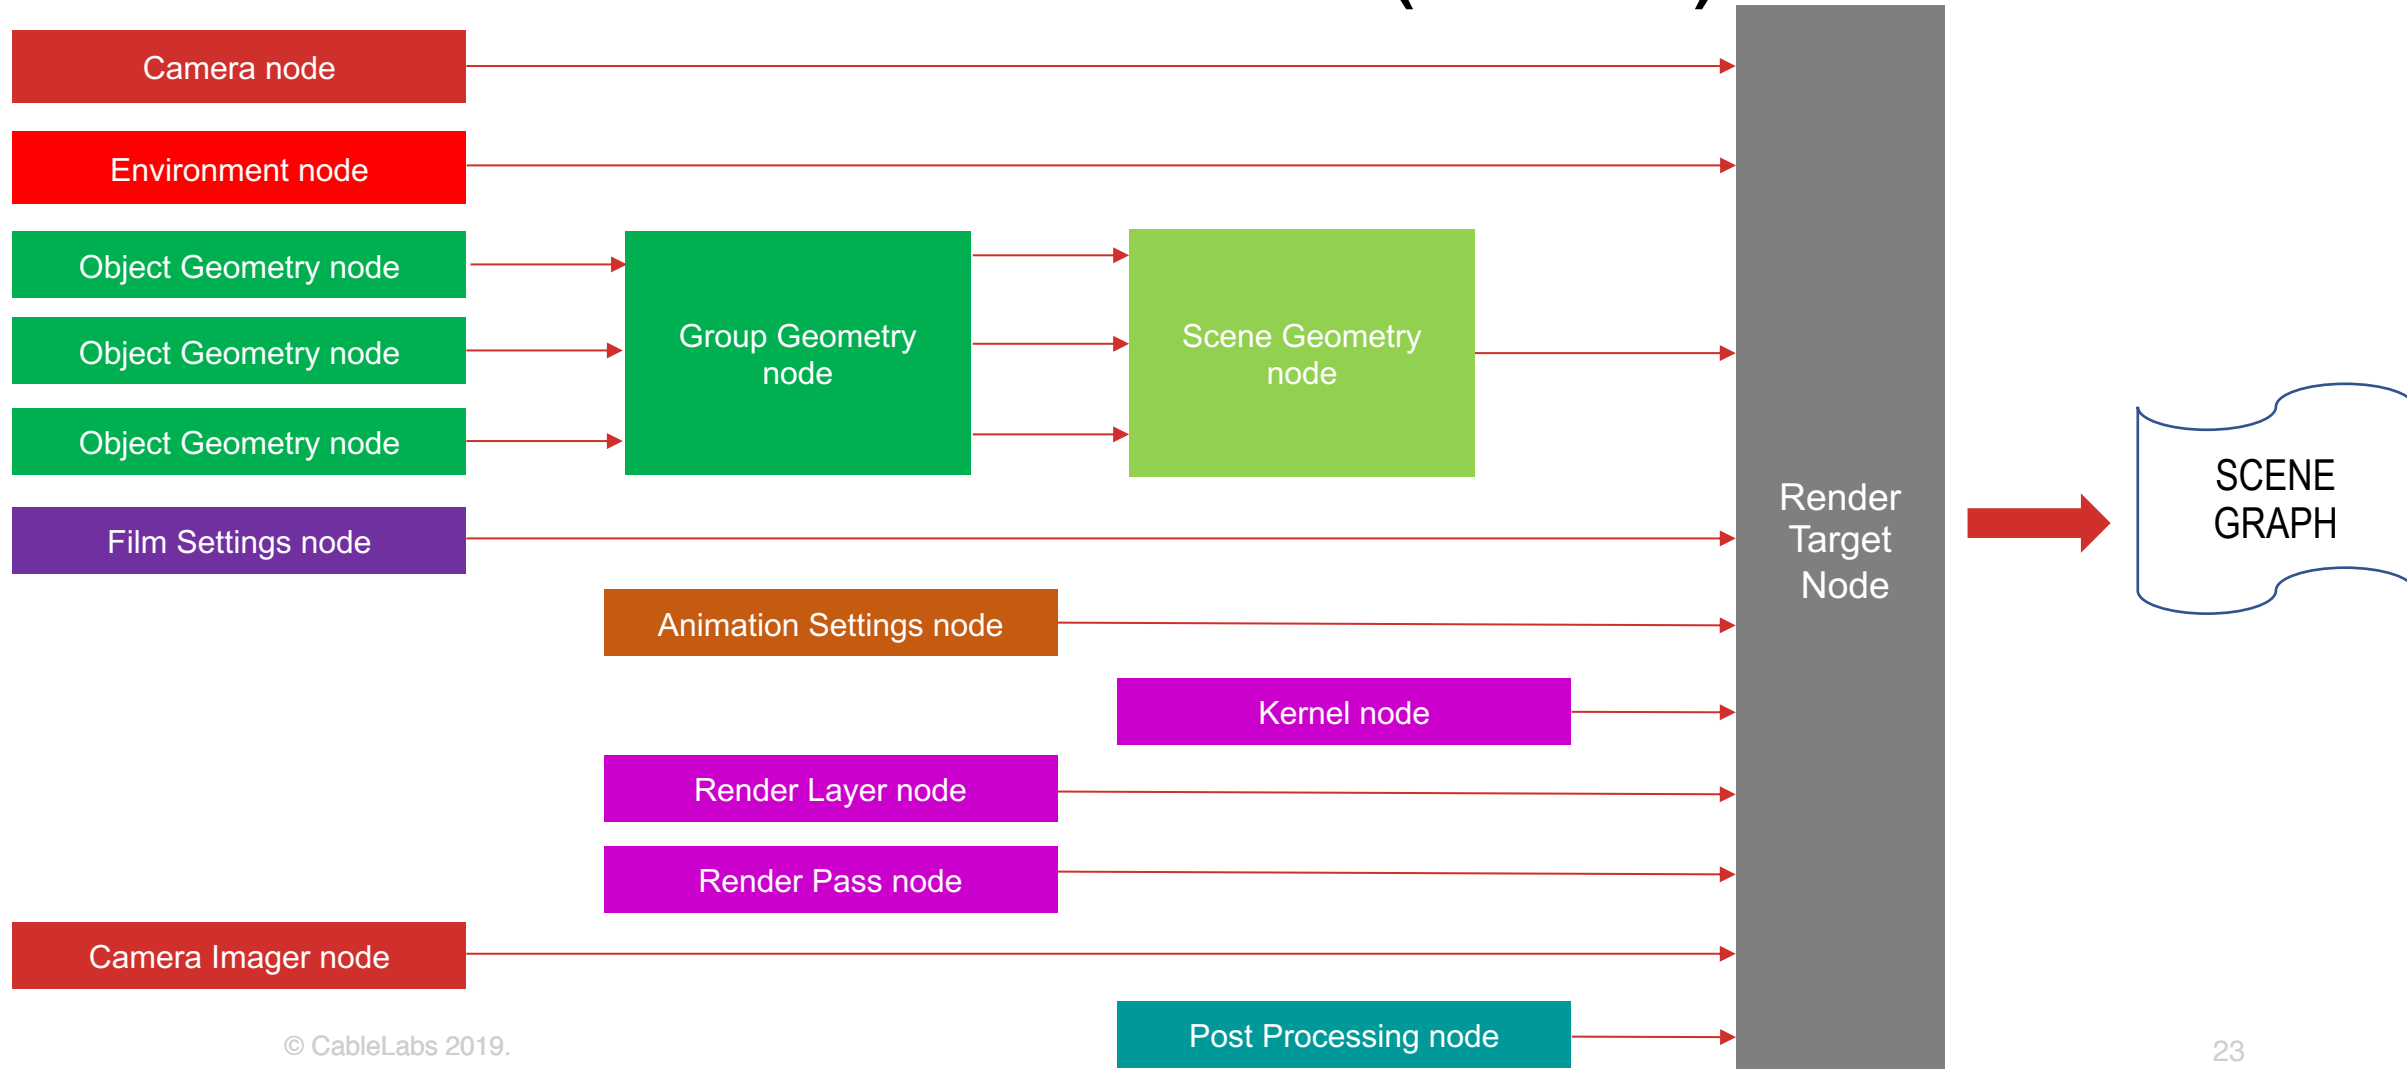 Camera node
Environment node
Object Geometry node
Object Geometry node
Object Geometry node
Group Geometry
node
Scene Geometry
node
Film Settings node
Animation Settings node
Kernel node
Render Layer node
Render Pass node
Camera Imager node
Post Processing node
Render
Target
Node
SCENE
GRAPH
© CableLabs 2019.
23